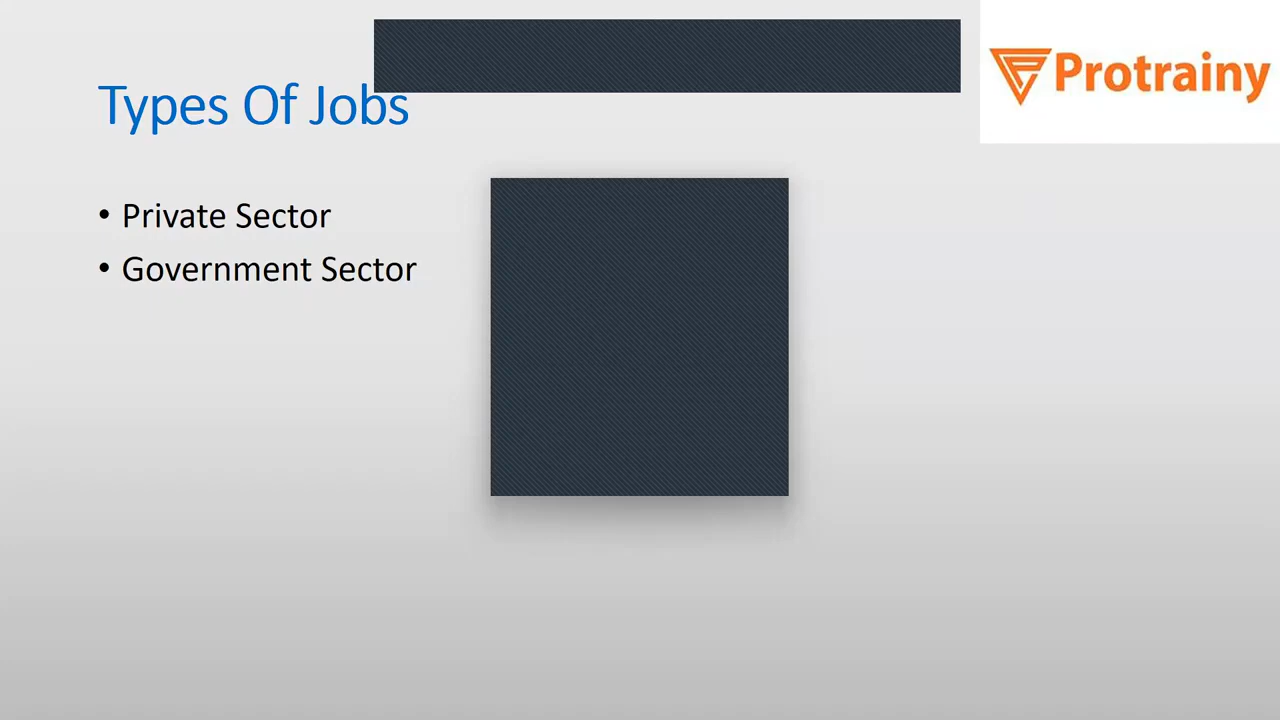 Protrainy
Types Of Jobs
• Private Sector
• Government Sector